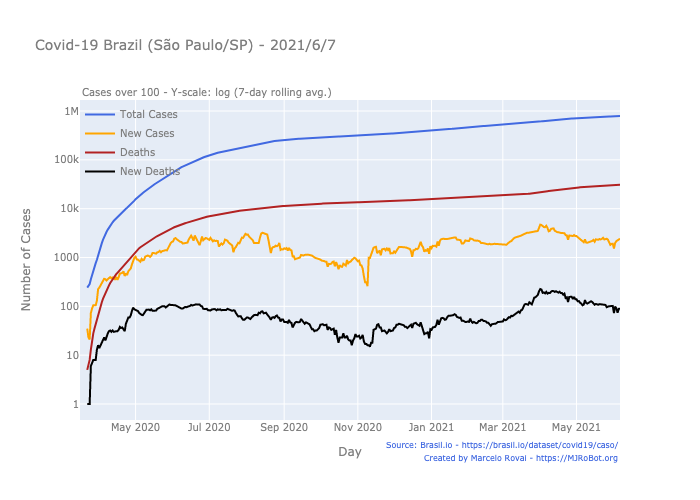 Covid-19 Brazil (São Paulo/SP) - 2021/6/7
Cases over 100 - Y-scale: log (7-day rolling avg.)
Total Cases
New Cases
Deaths
New Deaths
1M
100k
10k
1000
100
10
1
Number of Cases
May 2020
Jul 2020
Sep 2020
Nov 2020
Jan 2021
Mar 2021
May 2021
Day
Source: Brasil.io - https://brasil.io/dataset/covid19/caso/
Created by Marcelo Rovai - https://MJRoBot.org